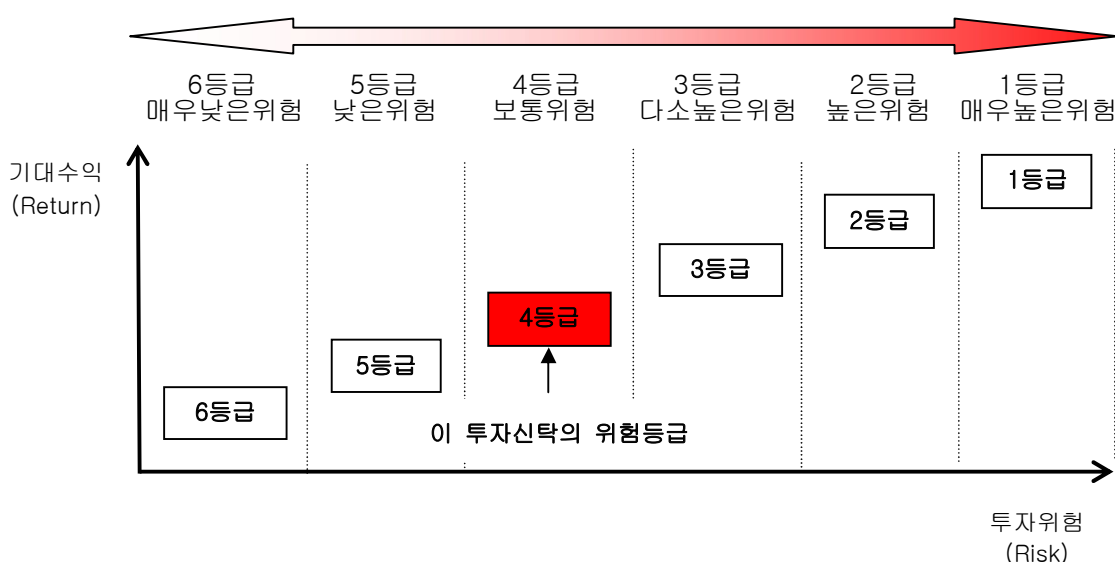 6등급 5등급 4등급 3등급 2등급 1등급
매우낮은위험 낮은위험 보통위험 다소높은위험 높은위험 매우높은위험
기대수익
(Return)
1등급
2등급
3등급
4등급
5등급
6등급
이 투자신탁의 위험등급
투자위험
(Risk)